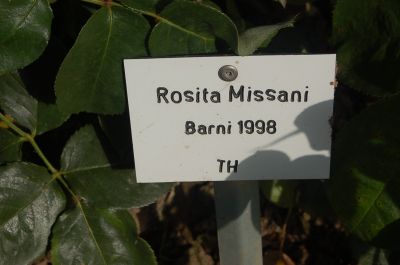 Rosita Missani
Barni 1998
TH